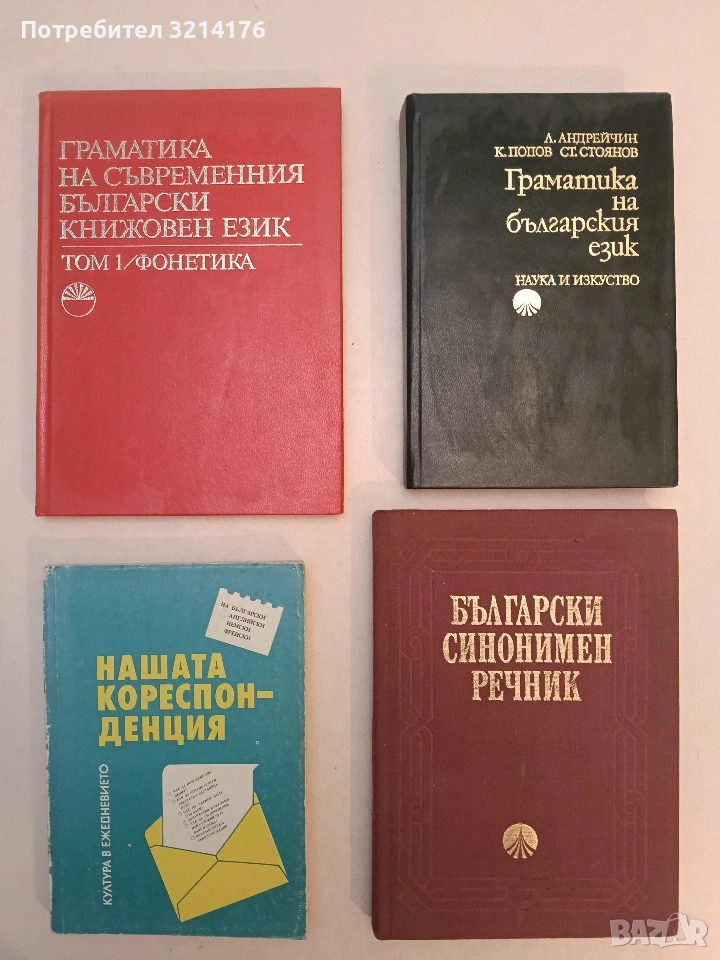 Потребител 3214176
ГРАМАТИКА
НА СЪВРЕМЕННИЯ
БЪЛГАРСКИ
КНИЖОВЕН ЕЗИК
ТОМ 1/ФОНЕТИКА
Л. АНДРЕЙЧИН
К. ПОПОВ СТ. СТОЯНОВ
Граматика
на
българския
език
НАУКА И ИЗКУСТВО
НА БЪЛГАРСКИ
АНГЛИЙСКИ
НЕМСКИ
ФРЕНСКИ
НАШАТА
КОРЕСПОН-
ДЕНЦИЯ
КУЛТУРА В ЕЖЕДНЕВИЕТО
БЪЛГАРСКИ
СИНОНИМЕН
РЕЧНИК
BAZAR